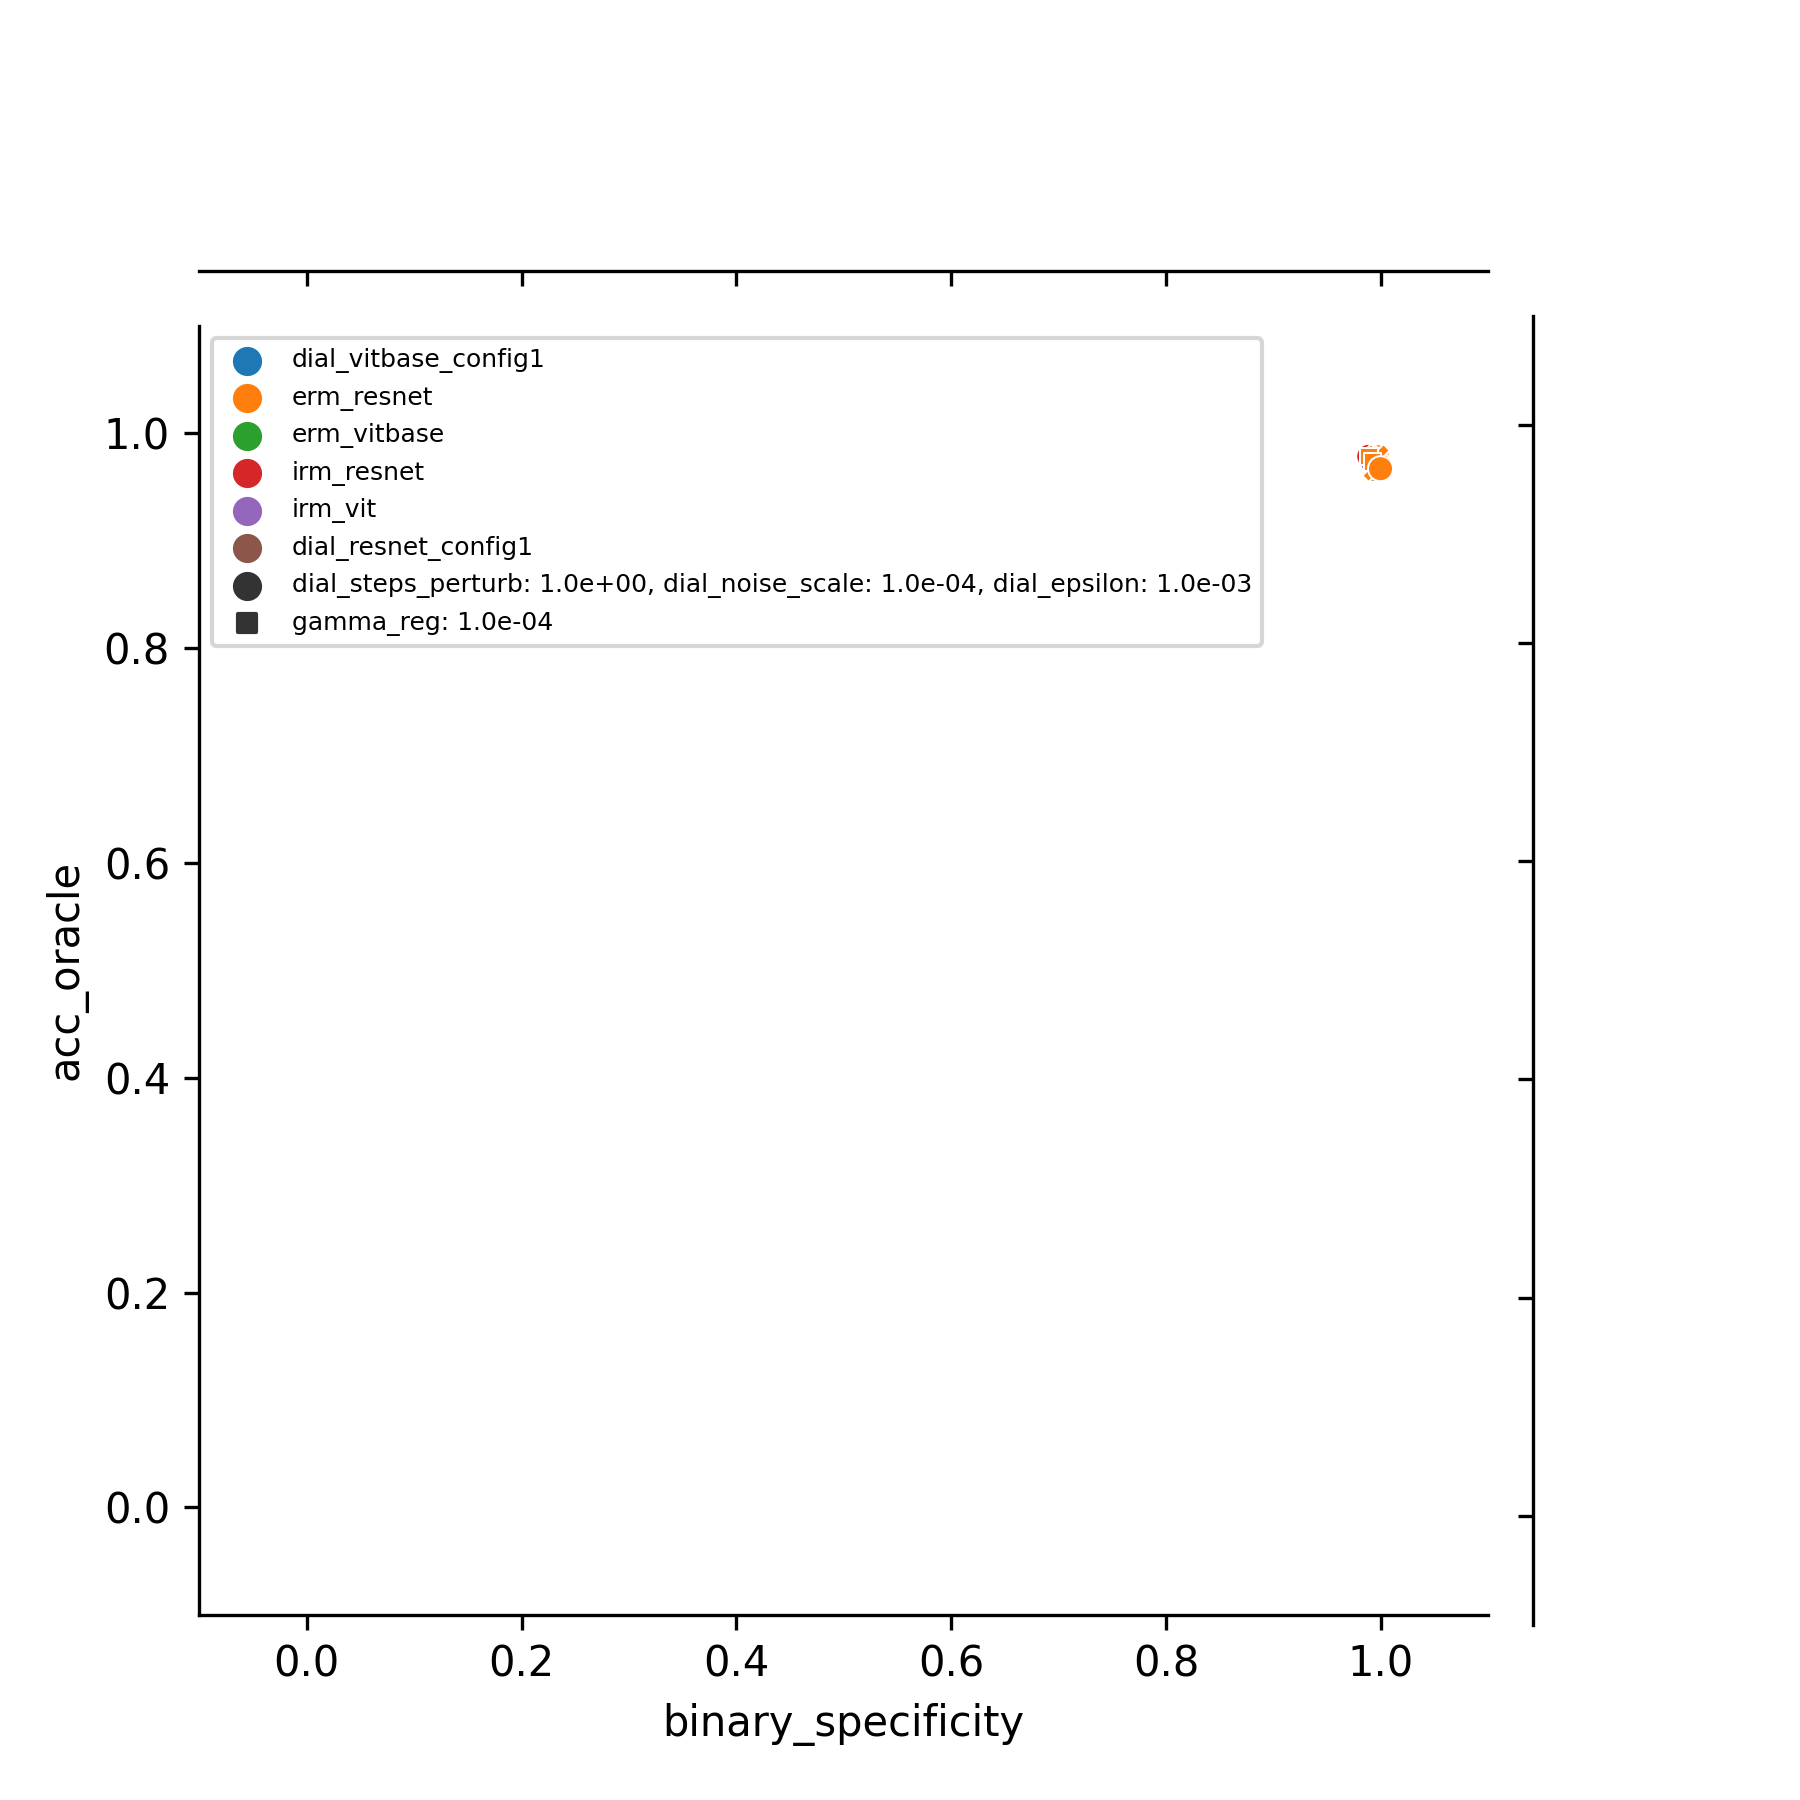 dial_vitbase_config1
erm_resnet
erm_vitbase
irm_resnet
irm_vit
dial_resnet_config1
dial_steps_perturb: 1.0e+00, dial_noise_scale: 1.0e-04, dial_epsilon: 1.0e-03
gamma_reg: 1.0e-04
1.0
0.8
0.6
0.4
0.2
0.0
acc_oracle
0.0 0.2 0.4 0.6 0.8 1.0
binary_specificity